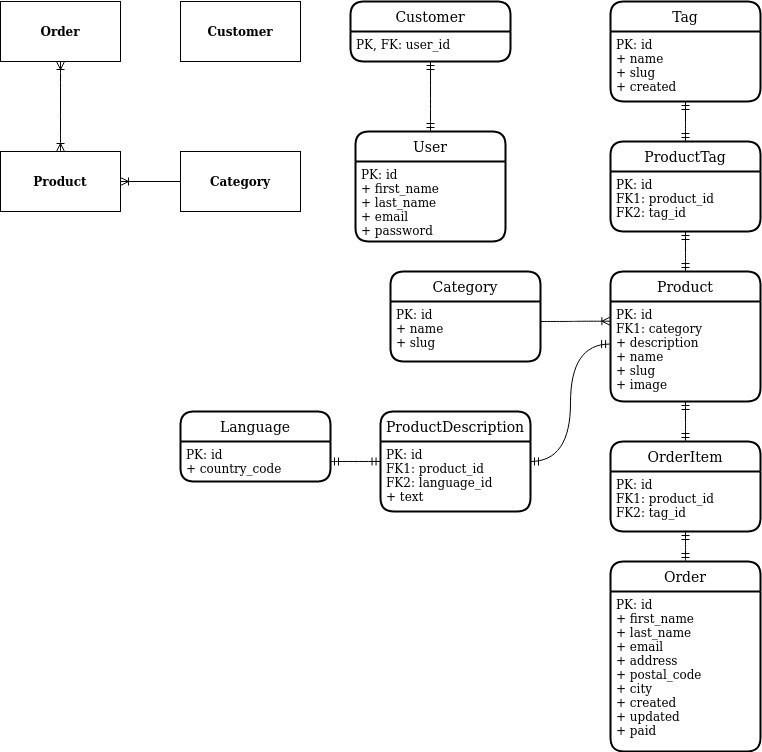 Order
Customer
Product
Category
Customer
PK, FK: user_id
User
PK: id
+ first_name
+ last_name
+ email
+ password
Tag
PK: id
+ name
+ slug
+ created
ProductTag
PK: id
FK1: product_id
FK2: tag_id
Category
PK: id
+ name
+ slug
Product
PK: id
FK1: category
+ description
+ name
+ slug
+ image
Language
PK: id
+ country_code
ProductDescription
PK: id
FK1: product_id
FK2: language_id
+ text
OrderItem
PK: id
FK1: product_id
FK2: tag_id
Order
PK: id
+ first_name
+ last_name
+ email
+ address
+ postal_code
+ city
+ created
+ updated
+ paid